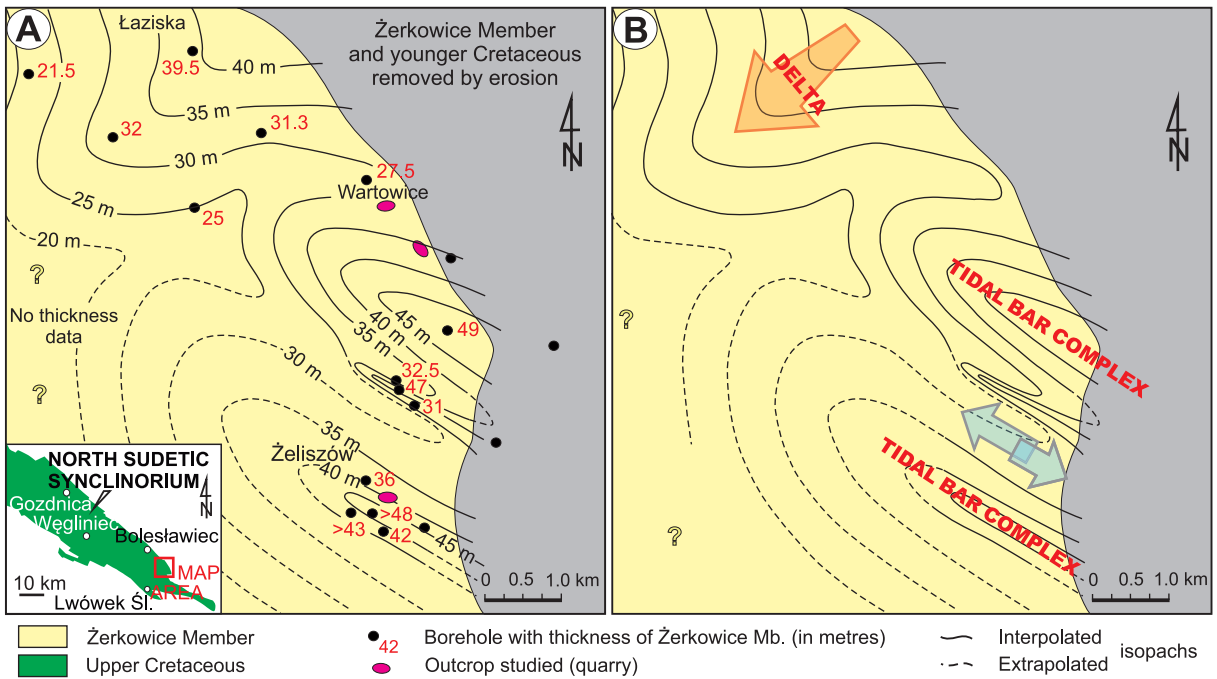 A
Łaziska
Żerkowice Member
and younger Cretaceous
removed by erosion
21.5
39.5
40 m
35 m
32
31.3
30 m
N
27.5
Wartowice
25 m
25
20 m
?
No thickness
data
45 m
40 m
35 m
49
30 m
32.5
47
31
?
35 m
Żeliszów
40 m
36
>48
>43
42
45 m
NORTH SUDETIC
SYNCLINORIUM
N
Gozdnica
Węgliniec
Bolesławiec
MAP
AREA
10 km
Lwówek Śl.
0 0.5 1.0 km
B
DELTA
N
TIDAL BAR COMPLEX
?
TIDAL BAR COMPLEX
?
0 0.5 1.0 km
Żerkowice Member
Upper Cretaceous
42
Borehole with thickness of Żerkowice Mb. (in metres)
Outcrop studied (quarry)
Interpolated
Extrapolated
isopachs